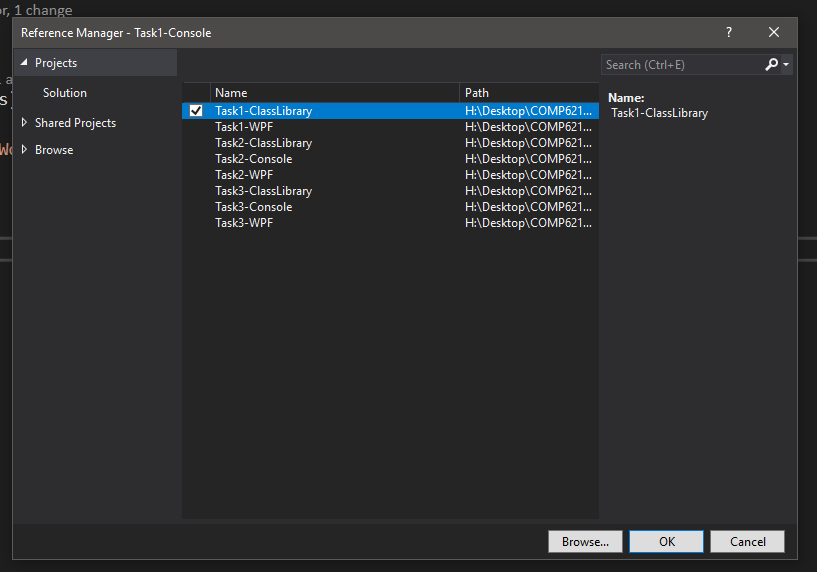 or, 1 change
Reference Manager - Task1-Console
?
Projects
Solution
Shared Projects
Browse
Search (Ctrl+E)
Name Path
Task1-ClassLibrary H:\Desktop\COMP621...
Task1-WPF H:\Desktop\COMP621...
Task2-ClassLibrary H:\Desktop\COMP621...
Task2-Console H:\Desktop\COMP621...
Task2-WPF H:\Desktop\COMP621...
Task3-ClassLibrary H:\Desktop\COMP621...
Task3-Console H:\Desktop\COMP621...
Task3-WPF H:\Desktop\COMP621...
Name:
Task1-ClassLibrary
Browse... OK Cancel